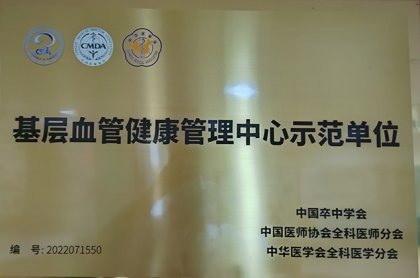 CMDA
基层血管健康管理中心示范单位
中国卒中学会
中国医师协会全科医师分会
编 号: 2022071550
中华医学会全科医学分会